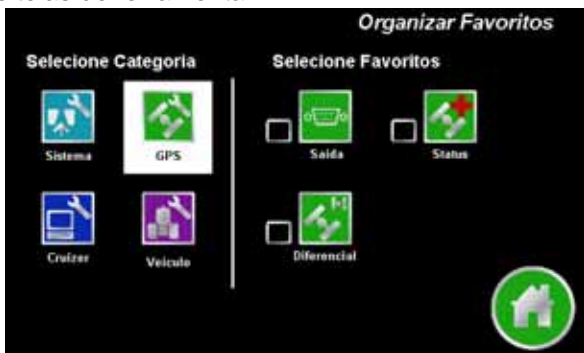 Organizar Favoritos
Selecione Categoria
Selecione Favoritos
Sistema
GPS
Saída
Status
Cruizer
Veículo
Diferencial